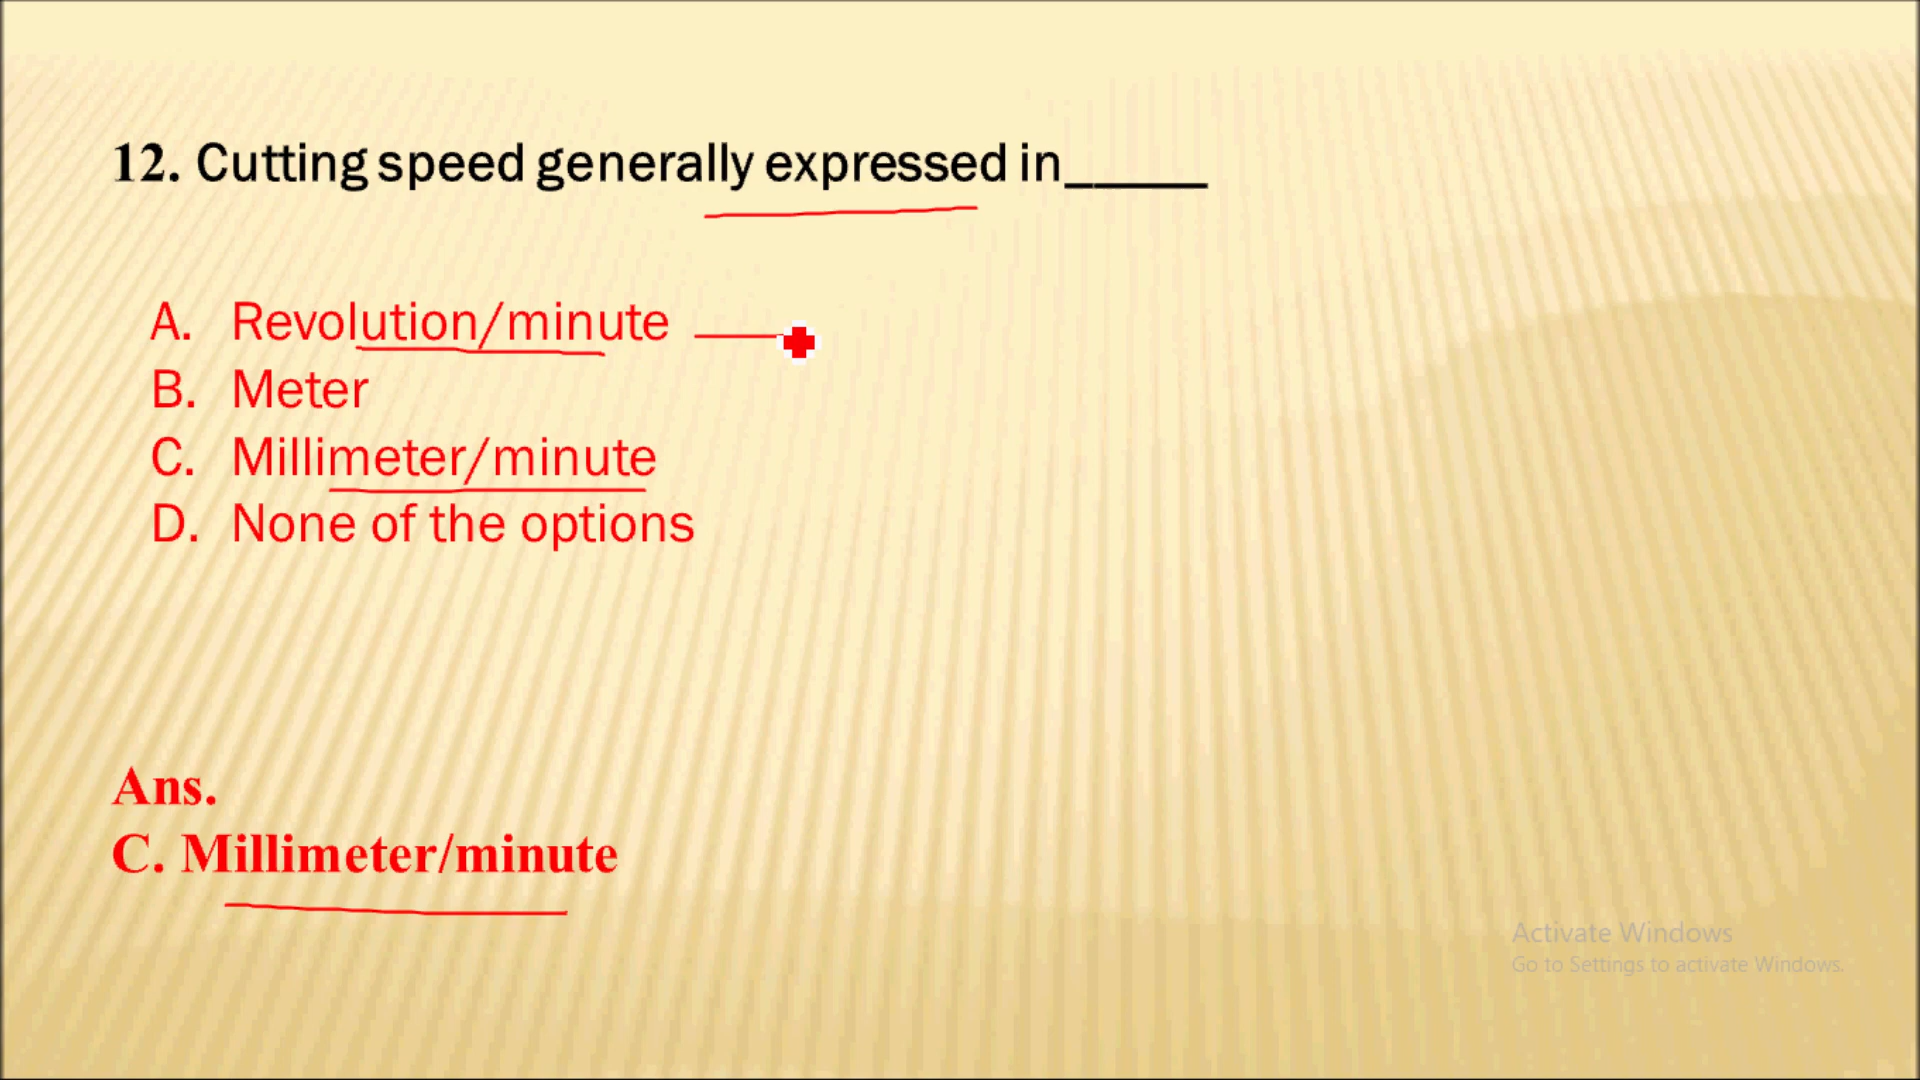 12. Cutting speed generally expressed in_____
A. Revolution/minute
B. Meter
C. Millimeter/minute
D. None of the options
Ans.
C. Millimeter/minute
Activate Windows
Go to Settings to activate Windows.